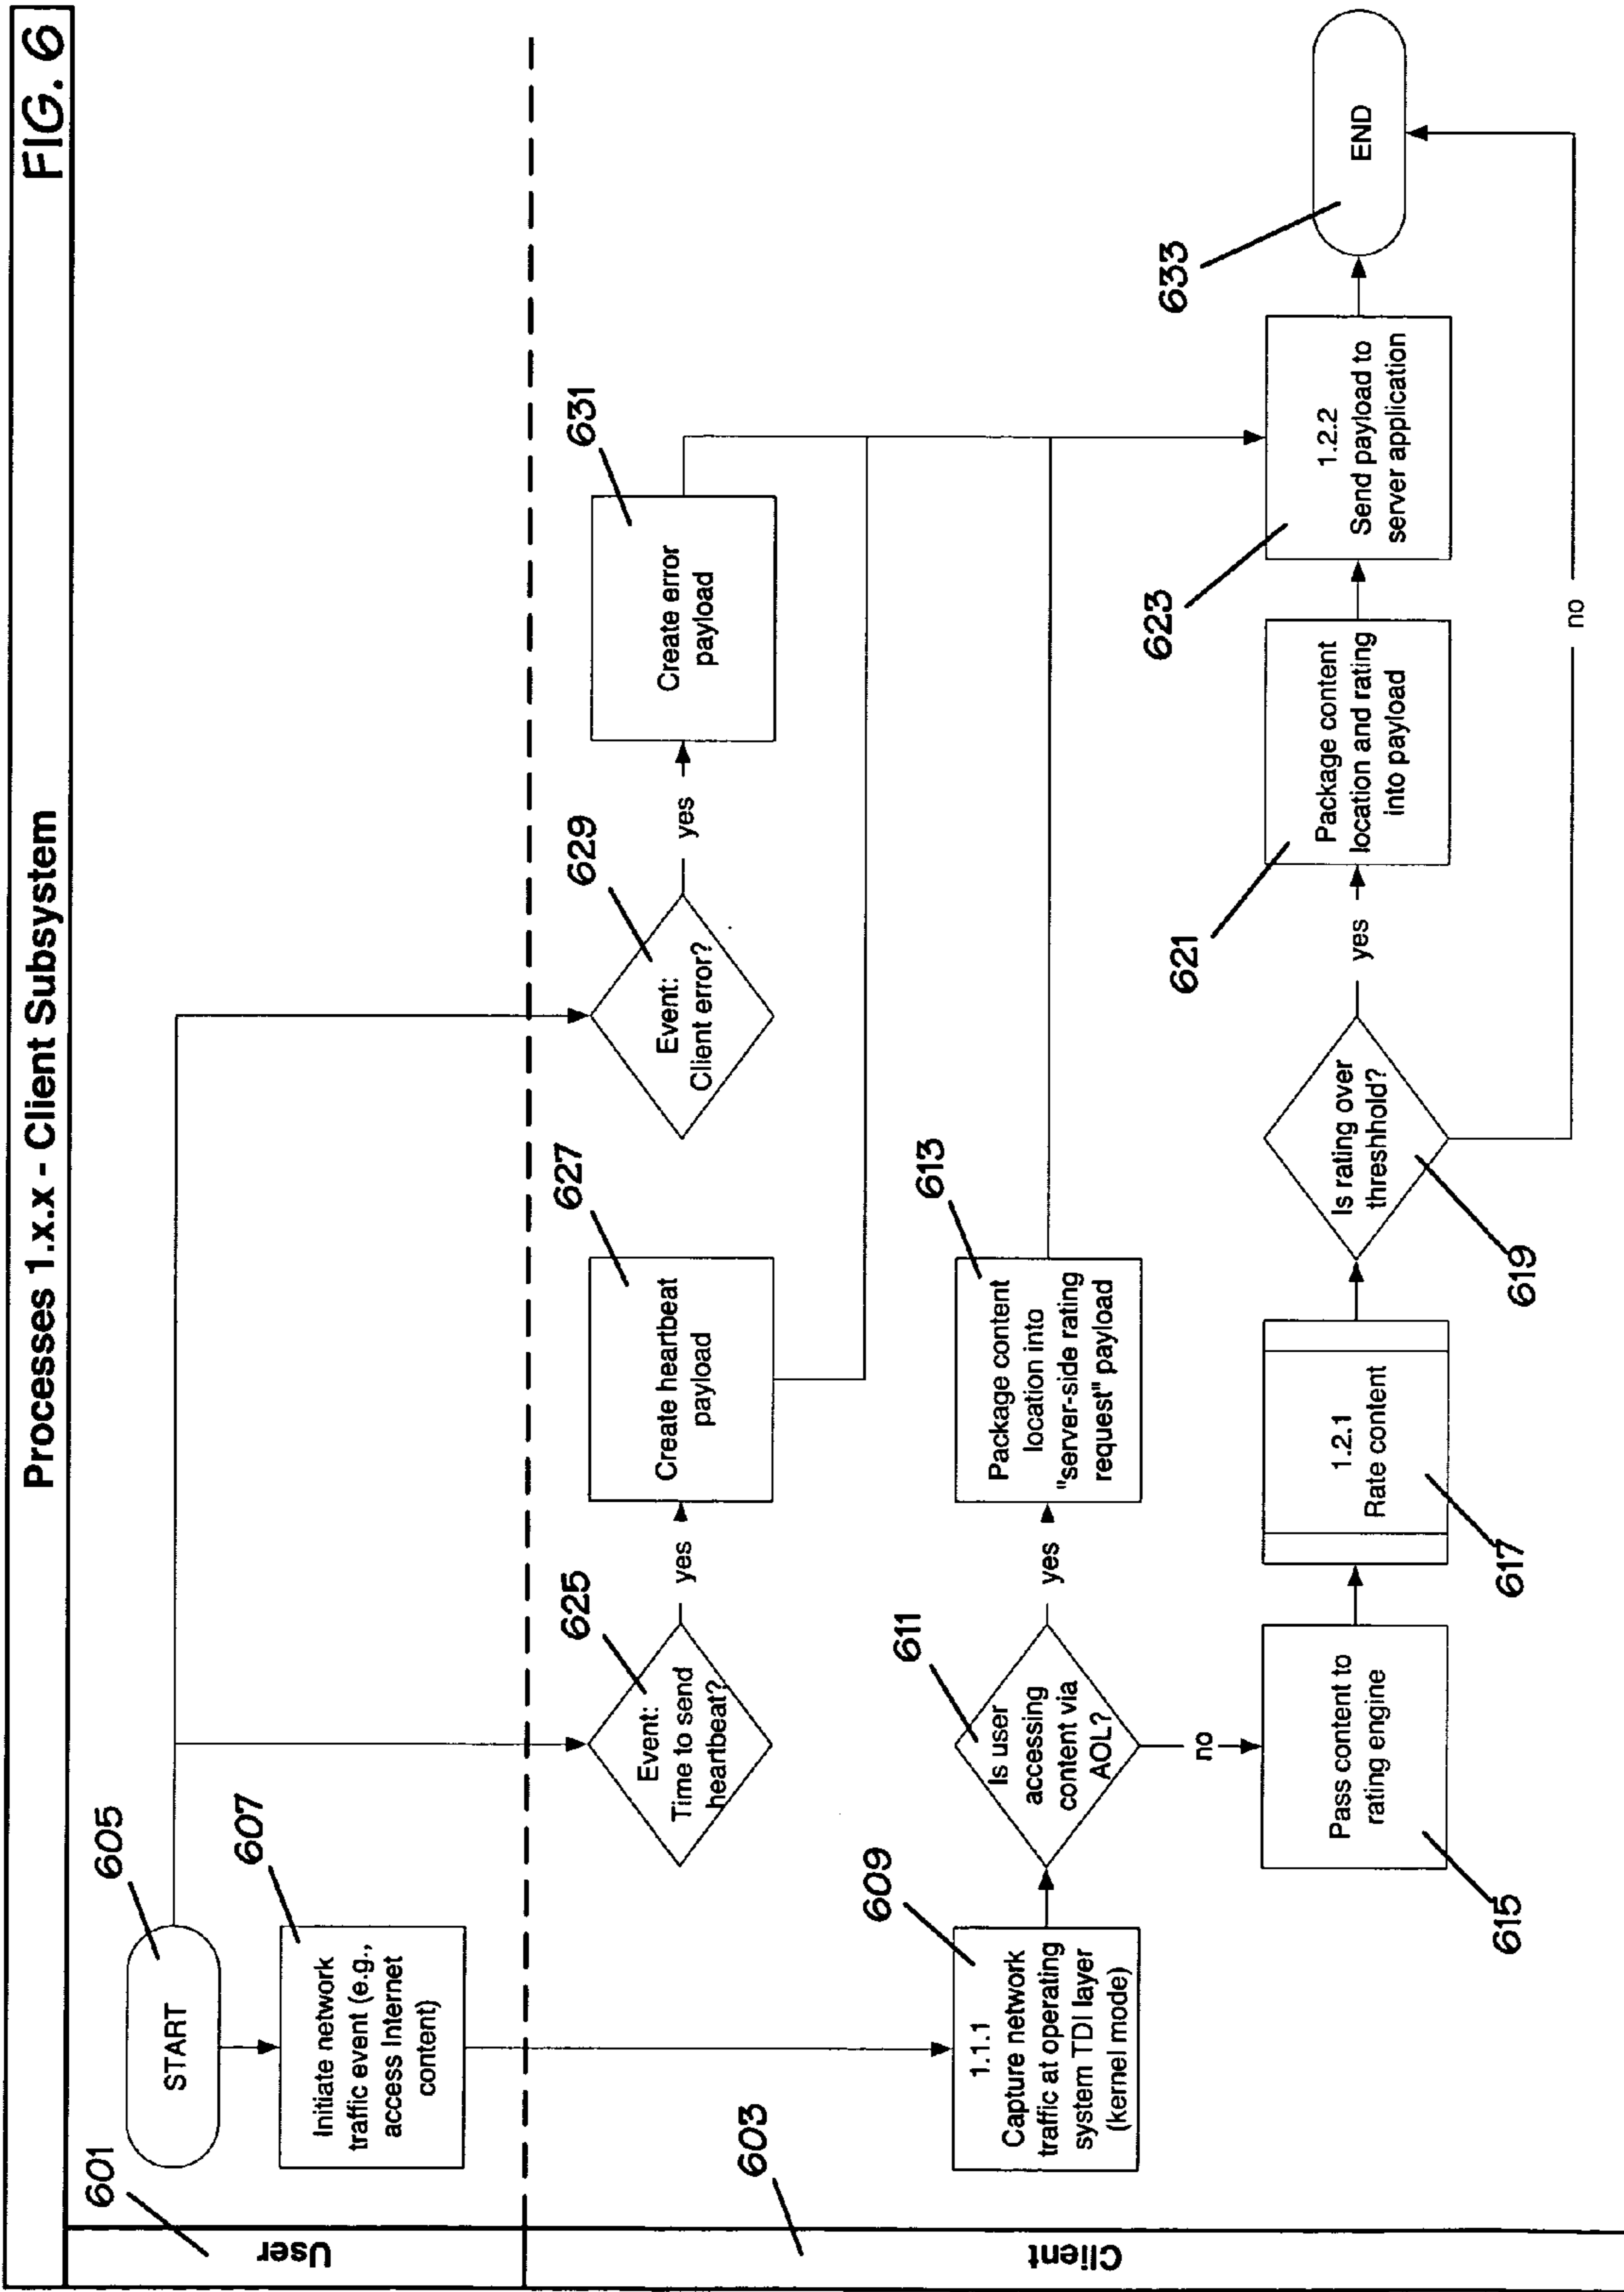 Processes 1.x.x - Client Subsystem
FIG. 6
User
601
START
605
Initiate network
traffic event (e.g.,
access Internet
content)
607
Client
603
Event:
Time to send
heartbeat?
625
yes
Create heartbeat
payload
627
Event:
Client error?
629
yes
Create error
payload
631
1.1.1
Capture network
traffic at operating
system TDI layer
(kernel mode)
609
Is user
accessing
content via
AOL?
611
yes
Package content
location into
"server-side rating
request" payload
613
no
Pass content to
rating engine
615
1.2.1
Rate content
617
Is rating over
threshhold?
619
yes
Package content
location and rating
into payload
621
1.2.2
Send payload to
server application
623
END
633
no